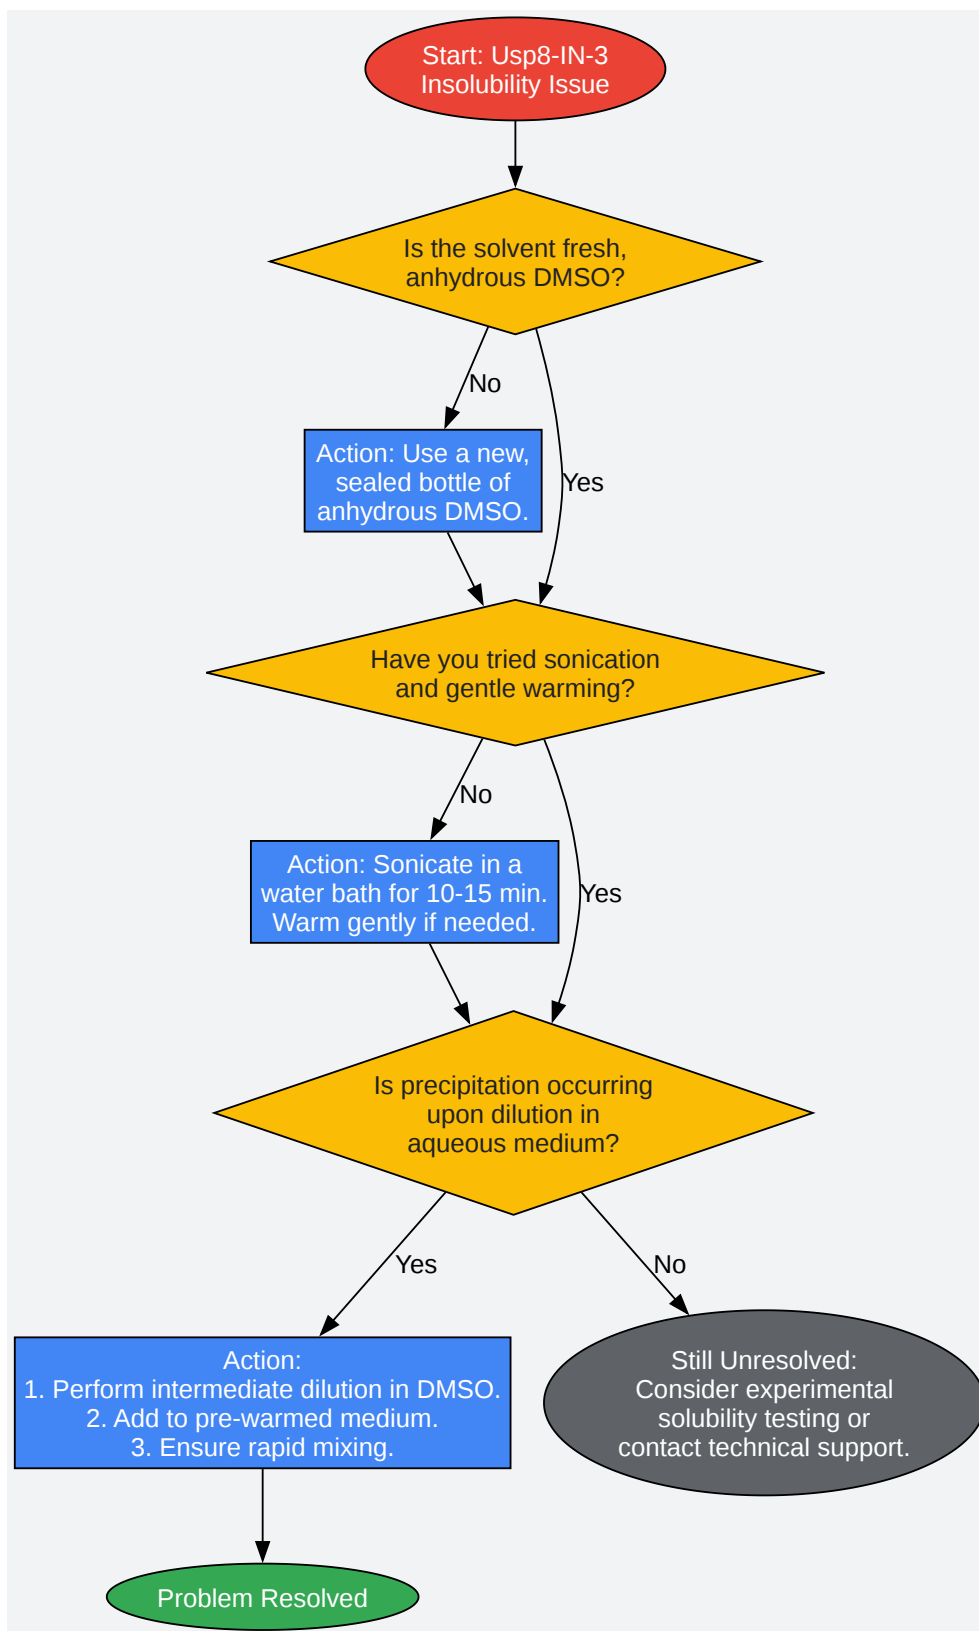 Start: Usp8-IN-3
Insolubility Issue
Is the solvent fresh,
anhydrous DMSO?
No
Action: Use a new,
sealed bottle of
anhydrous DMSO.
Yes
Have you tried sonication
and gentle warming?
No
Action: Sonicate in a
water bath for 10-15 min.
Warm gently if needed.
Yes
Is precipitation occurring
upon dilution in
aqueous medium?
Yes
No
Action:
1. Perform intermediate dilution in DMSO.
2. Add to pre-warmed medium.
3. Ensure rapid mixing.
Still Unresolved:
Consider experimental
solubility testing or
contact technical support.
Problem Resolved